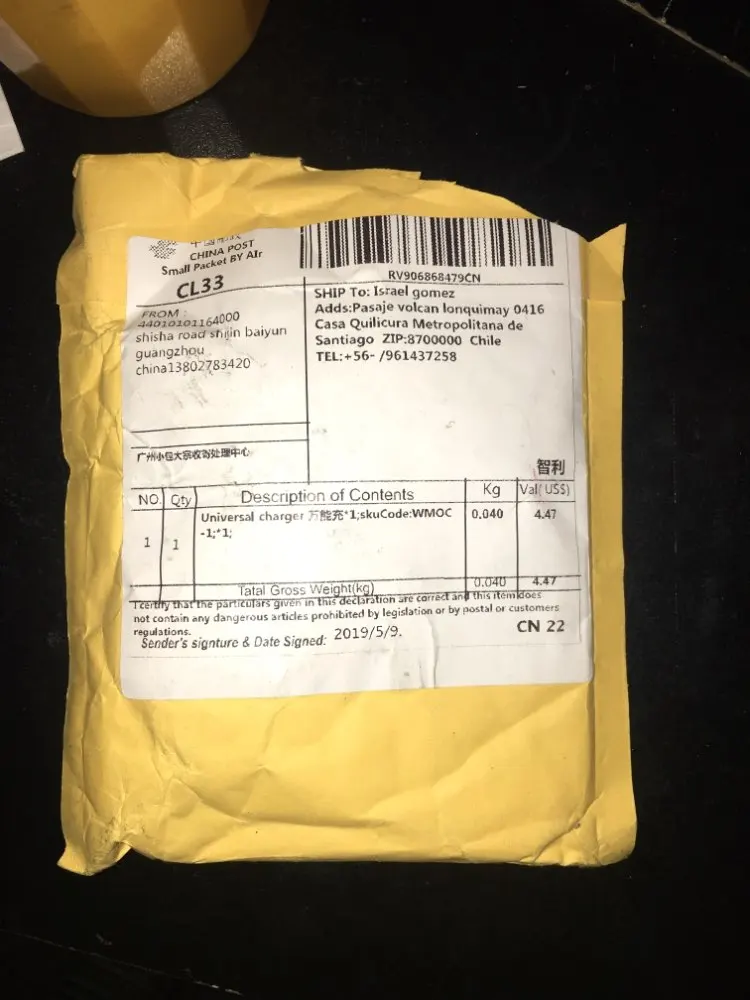 CHINA POST
Small Packet BY AIr
CL33
RV906868479CN
FROM :
44010101164000
shisha road shijin baiyun
guangzhou
china13802783420
SHIP To: Israel gomez
Adds:Pasaje volcan lonquimay 0416
Casa Quilicura Metropolitana de
Santiago ZIP:8700000 Chile
TEL:+56- /961437258
广州小包大宗收寄处理中心
智利
NO. Qty Description of Contents Kg Val(US$)
1 1 Universal charger 万能充*1;skuCode:WMOC 0.040 4.47
-1;*1;
Tatal Gross Weight(kg) 0.040 4.47
I certify that the particulars given in this declaration are correct and this item does
not contain any dangerous articles prohibited by legislation or by postal or customers
regulations.
Sender's signture & Date Signed: 2019/5/9.
CN 22